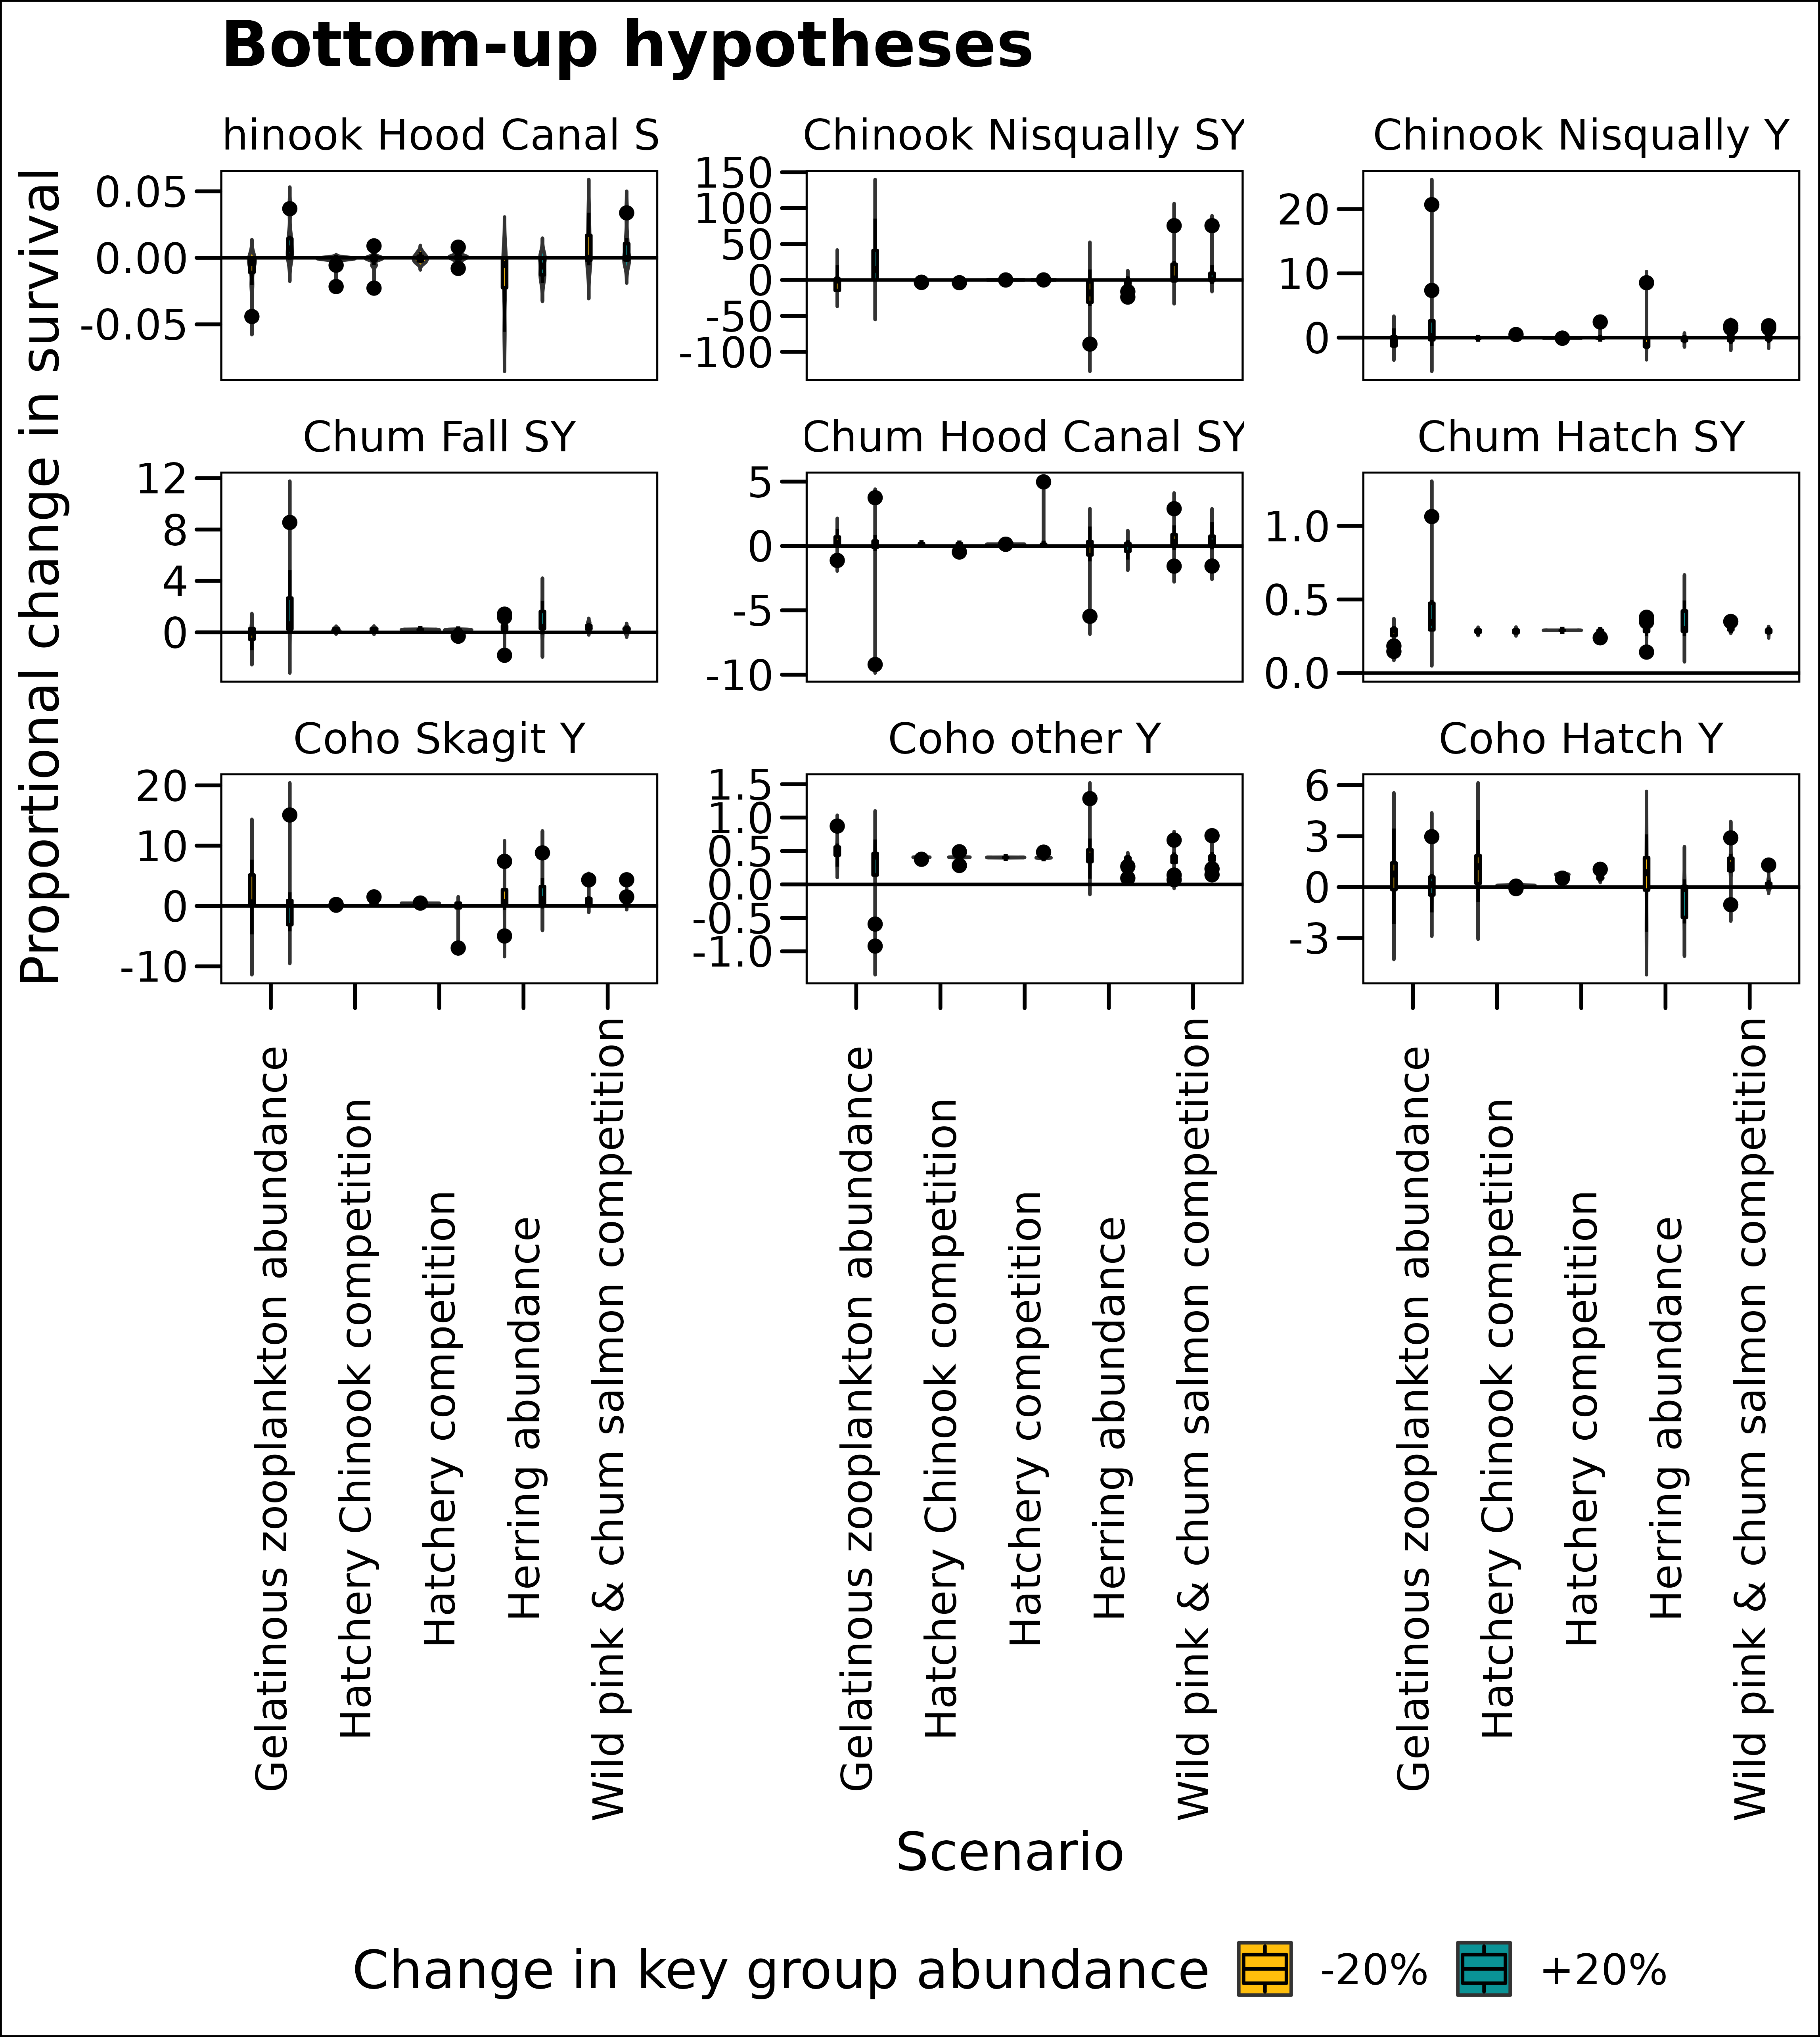 Bottom-up hypotheses
hinook Hood Canal S
Chinook Nisqually SY
Chinook Nisqually Y
0.05
0.00
-0.05
150
100
50
0
-50
-100
20
10
0
Chum Fall SY
Chum Hood Canal SY
Chum Hatch SY
12
8
4
0
5
0
-5
-10
1.0
0.5
0.0
Coho Skagit Y
Coho other Y
Coho Hatch Y
20
10
0
-10
1.5
1.0
0.5
0.0
-0.5
-1.0
6
3
0
-3
Proportional change in survival
Gelatinous zooplankton abundance
Hatchery Chinook competition
Hatchery competition
Herring abundance
Wild pink & chum salmon competition
Gelatinous zooplankton abundance
Hatchery Chinook competition
Hatchery competition
Herring abundance
Wild pink & chum salmon competition
Gelatinous zooplankton abundance
Hatchery Chinook competition
Hatchery competition
Herring abundance
Wild pink & chum salmon competition
Scenario
Change in key group abundance -20% +20%